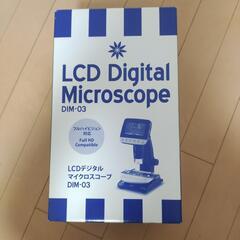 LCD Digital
Microscope
DIM-03
フルハイビジョン
対応
Full HD
Compatible
LCDデジタル
マイクロスコープ
DIM-03